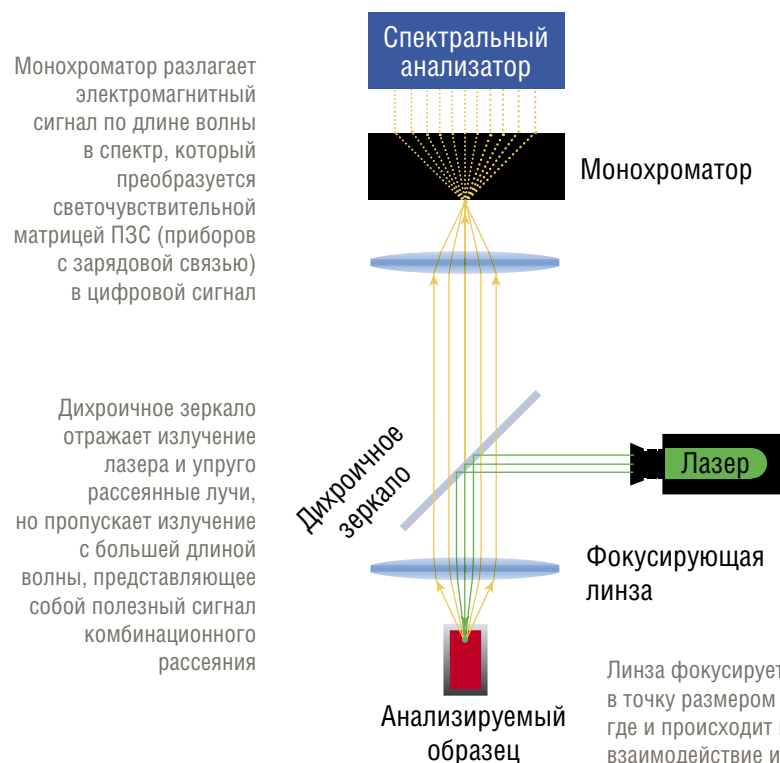 Спектральный
анализатор
Монохроматор разлагает
электромагнитный
сигнал по длине волны
в спектр, который
преобразуется
светочувствительной
матрицей ПЗС (приборов
с зарядовой связью)
в цифровой сигнал
Монохроматор
Дихроичное зеркало
отражает излучение
лазера и упруго
рассеянные лучи,
но пропускает излучение
с большей длиной
волны, представляющее
собой полезный сигнал
комбинационного
рассеяния
Дихроичное
зеркало
Лазер
Фокусирующая
линза
Анализируемый
образец
Линза фокусирует
в точку размером
где и происходит
взаимодействие